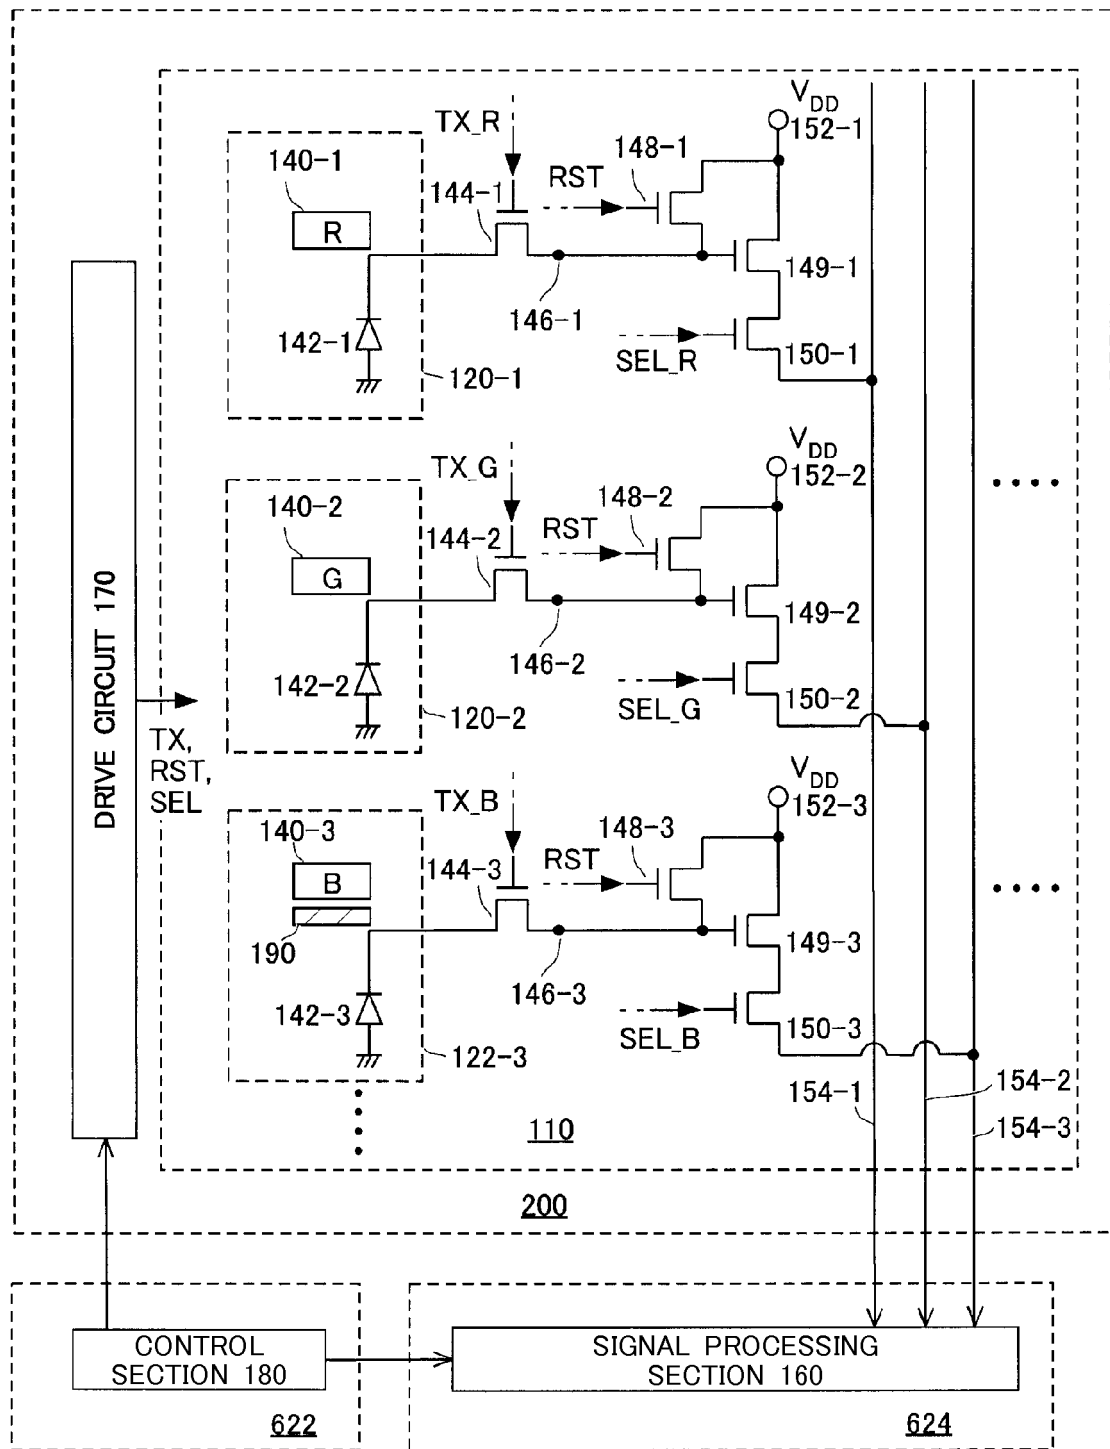 V_DD
152-1
TX_R
148-1
RST
140-1
R
144-1
149-1
146-1
142-1
SEL_R
150-1
120-1
V_DD
152-2
TX_G
148-2
RST
140-2
G
144-2
149-2
146-2
142-2
SEL_G
150-2
120-2
DRIVE CIRCUIT 170
TX,
RST,
SEL
V_DD
152-3
TX_B
148-3
RST
140-3
B
144-3
190
149-3
146-3
142-3
SEL_B
150-3
122-3
154-1
154-2
154-3
110
200
CONTROL
SECTION 180
622
SIGNAL PROCESSING
SECTION 160
624